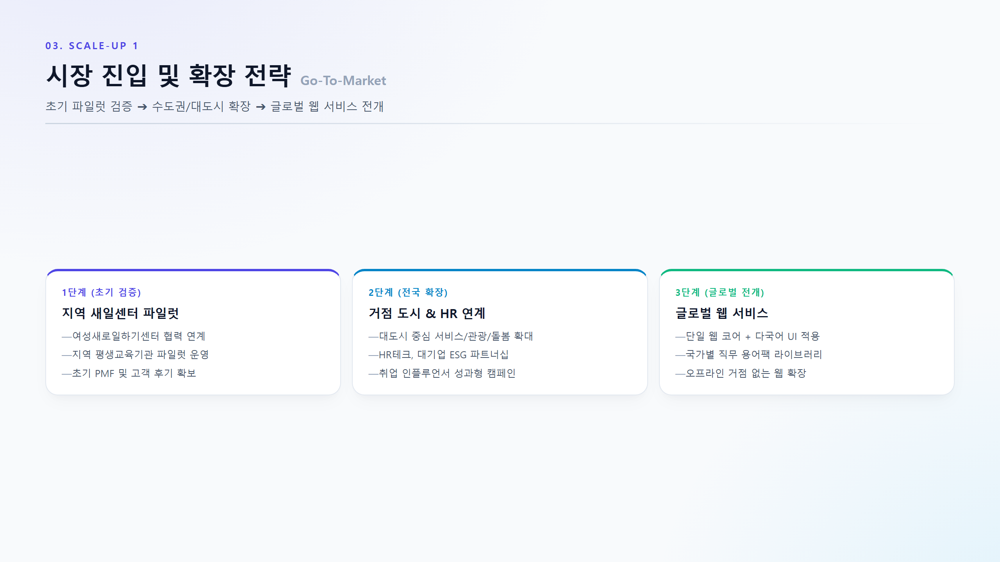 03. SCALE-UP 1
시장 진입 및 확장 전략 Go-To-Market
초기 파일럿 검증 ➔ 수도권/대도시 확장 ➔ 글로벌 웹 서비스 전개
1단계 (초기 검증)
지역 새일센터 파일럿
—여성새로일하기센터 협력 연계
—지역 평생교육기관 파일럿 운영
—초기 PMF 및 고객 후기 확보
2단계 (전국 확장)
거점 도시 & HR 연계
—대도시 중심 서비스/관광/돌봄 확대
—HR테크, 대기업 ESG 파트너십
—취업 인플루언서 성과형 캠페인
3단계 (글로벌 전개)
글로벌 웹 서비스
—단일 웹 코어 + 다국어 UI 적용
—국가별 직무 용어팩 라이브러리
—오프라인 거점 없는 웹 확장